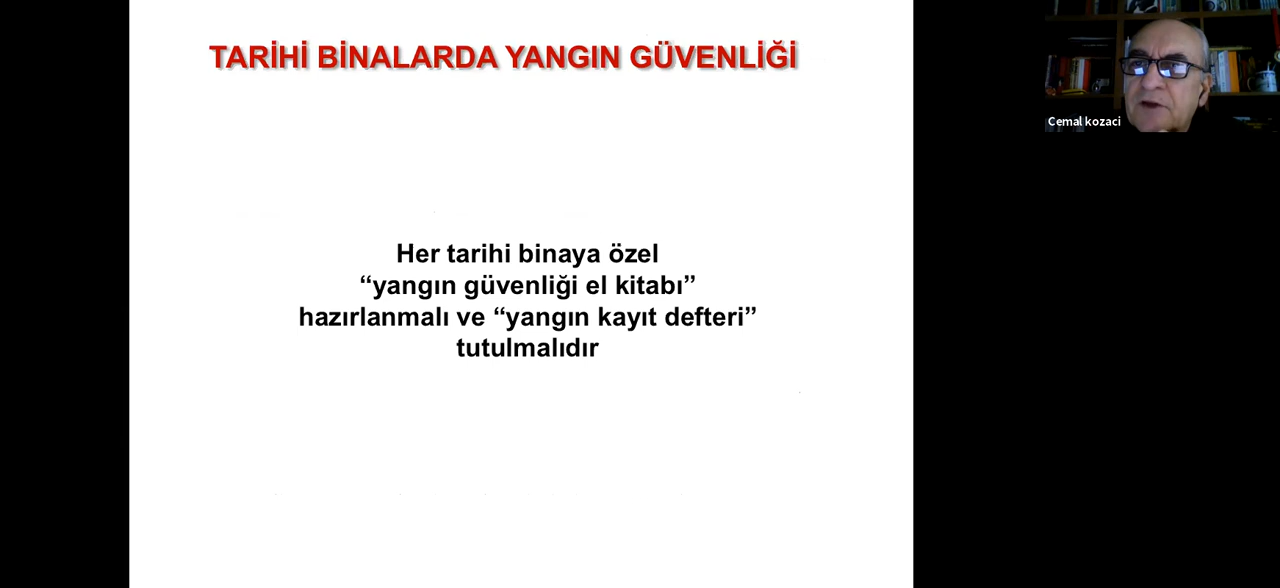 TARİHİ BİNALARDA YANGIN GÜVENLİĞİ
Her tarihi binaya özel
“yangın güvenliği el kitabı”
hazırlanmalı ve “yangın kayıt defteri”
tutulmalıdır
Cemal kozaci